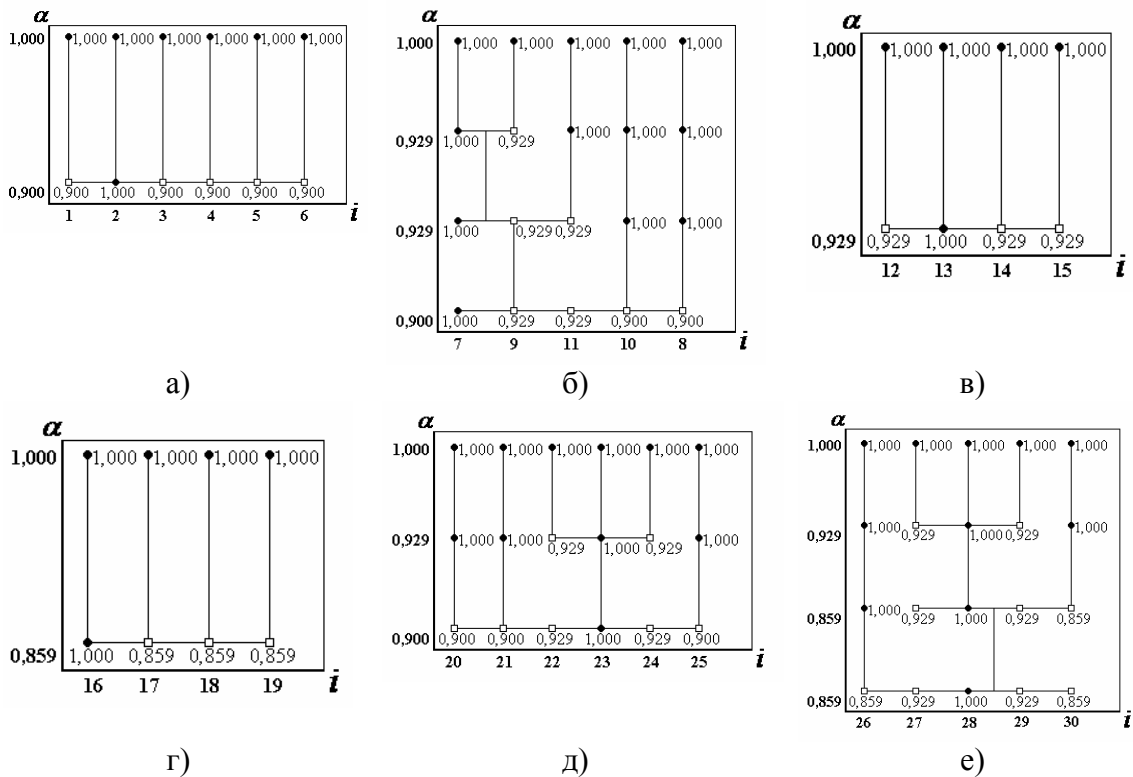 α
1,000 1,000 1,000 1,000 1,000 1,000 1,000
0,900 0,900 1,000 0,900 0,900 0,900 0,900
1 2 3 4 5 6 i
а)
α
1,000 1,000 1,000 1,000 1,000 1,000
0,929 1,000 0,929 1,000 1,000 1,000
0,929 1,000 0,929 0,929 1,000 1,000
0,900 1,000 0,929 0,929 0,900 0,900
7 9 11 10 8 i
б)
α
1,000 1,000 1,000 1,000 1,000
0,929 0,929 1,000 0,929 0,929
12 13 14 15 i
в)
α
1,000 1,000 1,000 1,000 1,000
0,859 1,000 0,859 0,859 0,859
16 17 18 19 i
г)
α
1,000 1,000 1,000 1,000 1,000 1,000 1,000
0,929 1,000 1,000 0,929 1,000 0,929 1,000
0,900 0,900 0,900 0,929 1,000 0,929 0,900
20 21 22 23 24 25 i
д)
α
1,000 1,000 1,000 1,000 1,000 1,000
0,929 1,000 0,929 1,000 0,929 1,000
0,859 1,000 0,929 1,000 0,929 0,859
0,859 0,859 0,929 1,000 0,929 0,859
26 27 28 29 30 i
е)